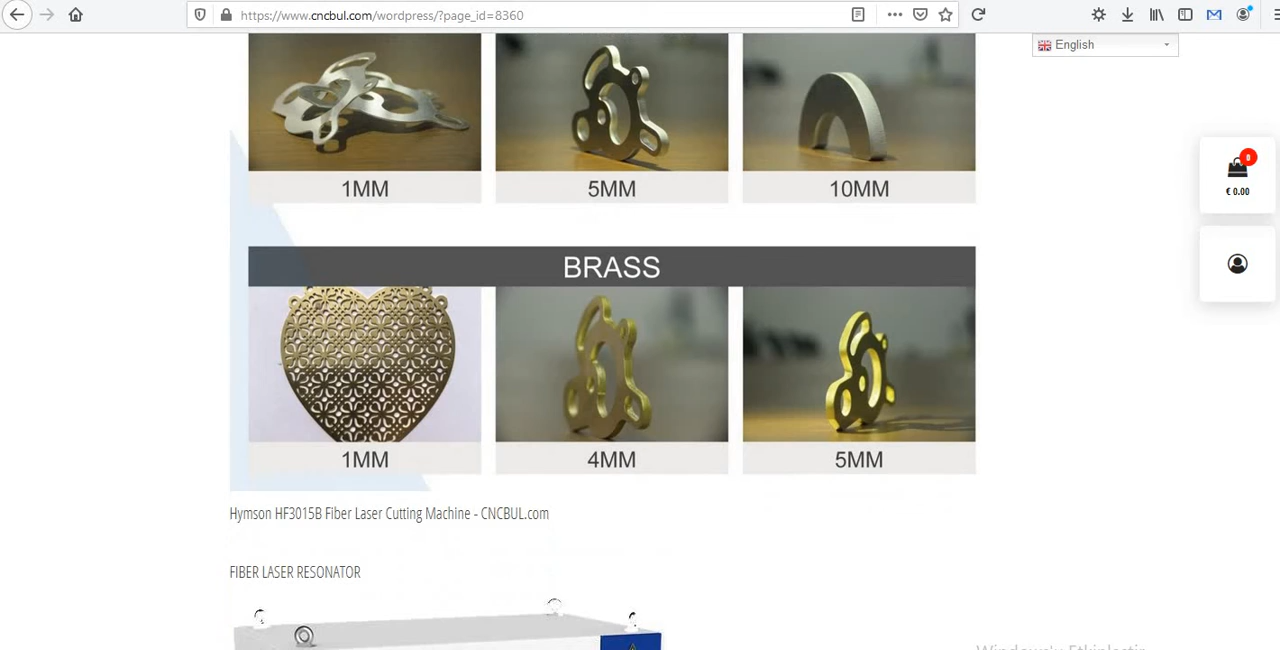 https://www.cncbul.com/wordpress/?page_id=8360
English
0
€ 0.00
1MM
5MM
10MM
BRASS
1MM
4MM
5MM
Hymson HF3015B Fiber Laser Cutting Machine - CNCBUL.com
FIBER LASER RESONATOR